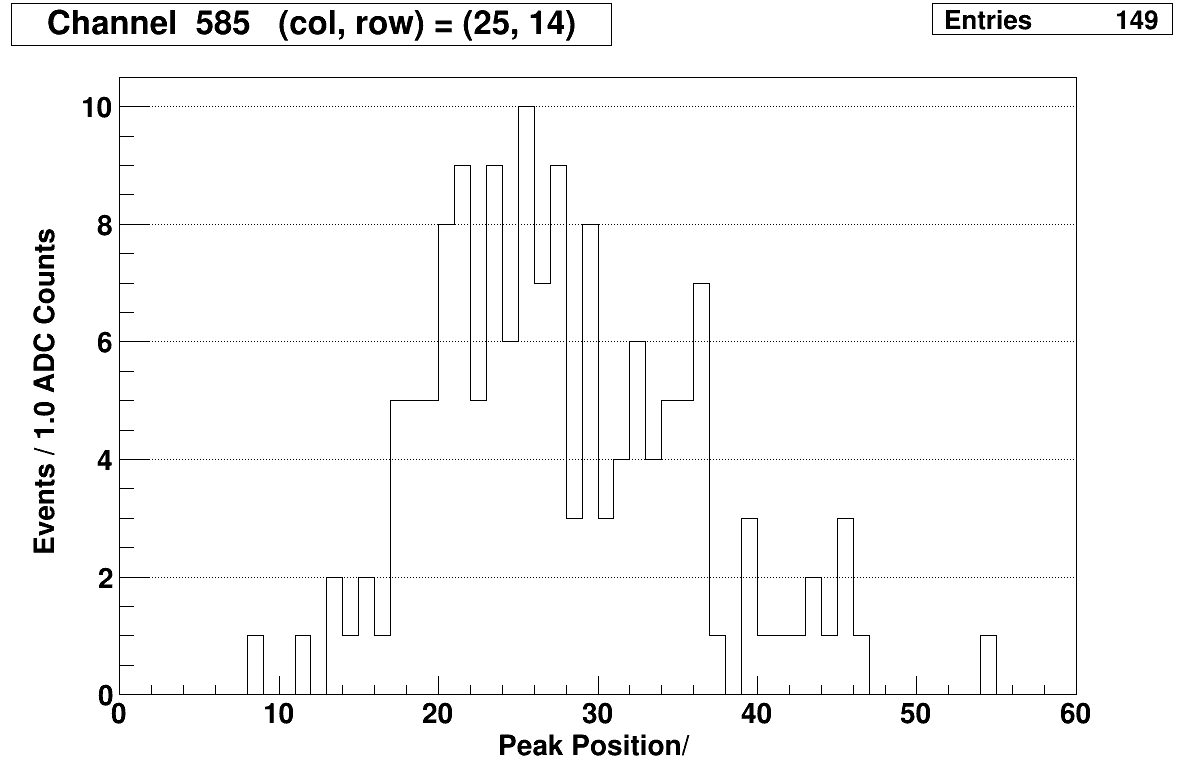 Channel 585 (col, row) = (25, 14)
Entries 149
10
8
6
4
2
0
Events / 1.0 ADC Counts
0 10 20 30 40 50 60
Peak Position/